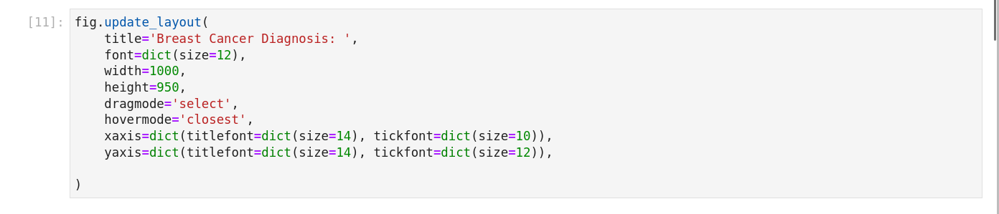 [11]: fig.update_layout(
    title='Breast Cancer Diagnosis: ',
    font=dict(size=12),
    width=1000,
    height=950,
    dragmode='select',
    hovermode='closest',
    xaxis=dict(titlefont=dict(size=14), tickfont=dict(size=10)),
    yaxis=dict(titlefont=dict(size=14), tickfont=dict(size=12)),
)